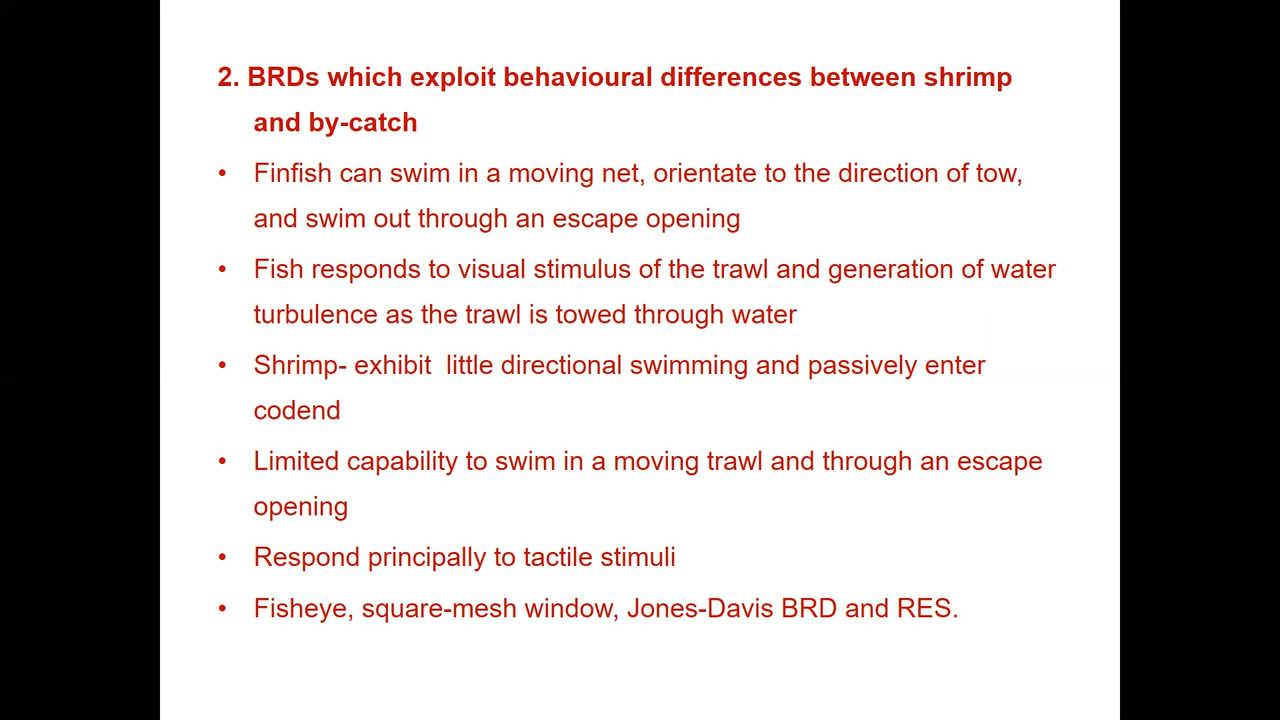 2. BRDs which exploit behavioural differences between shrimp
and by-catch
• Finfish can swim in a moving net, orientate to the direction of tow,
and swim out through an escape opening
• Fish responds to visual stimulus of the trawl and generation of water
turbulence as the trawl is towed through water
• Shrimp- exhibit  little directional swimming and passively enter
codend
• Limited capability to swim in a moving trawl and through an escape
opening
• Respond principally to tactile stimuli
• Fisheye, square-mesh window, Jones-Davis BRD and RES.